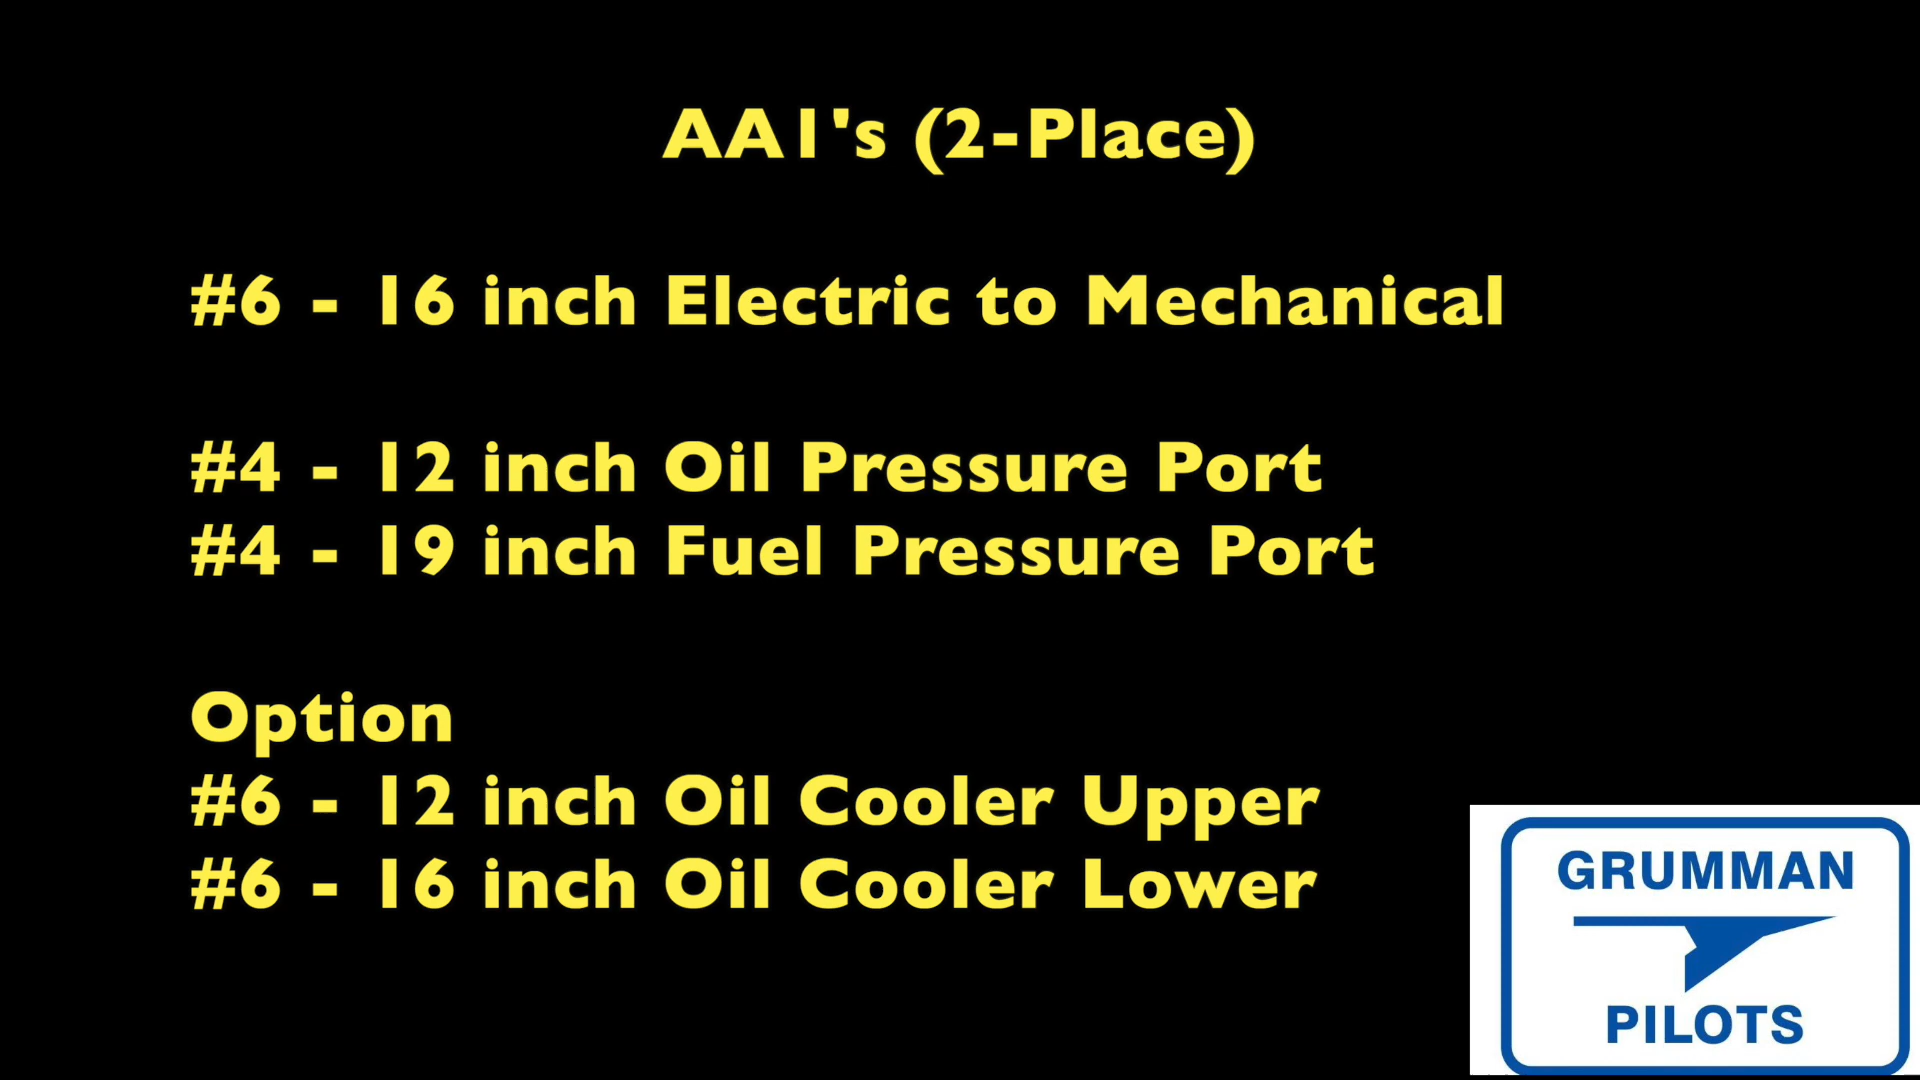 AA1's (2-Place)
#6 - 16 inch Electric to Mechanical
#4 - 12 inch Oil Pressure Port
#4 - 19 inch Fuel Pressure Port
Option
#6 - 12 inch Oil Cooler Upper
#6 - 16 inch Oil Cooler Lower
GRUMMAN
PILOTS